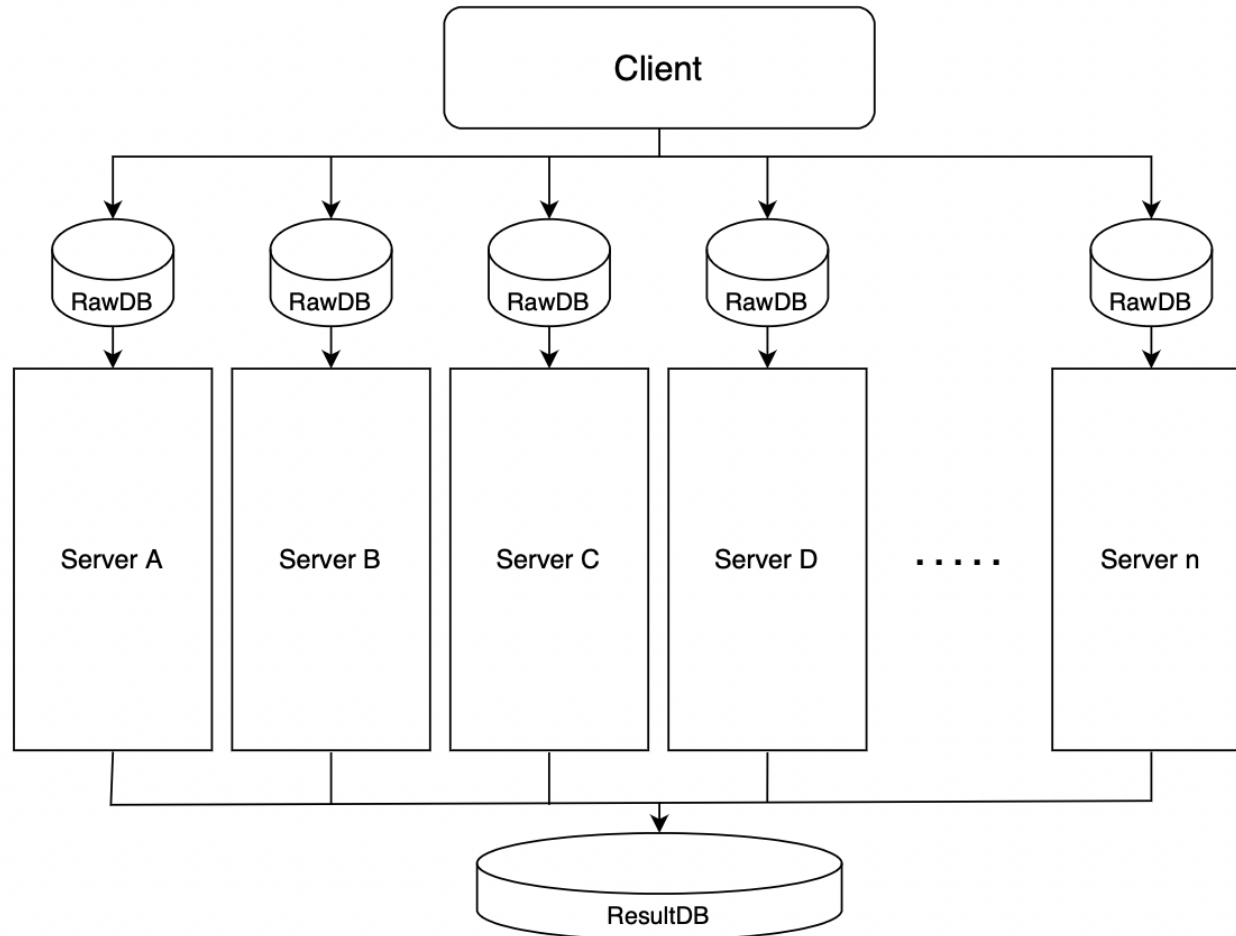 Client
RawDB
RawDB
RawDB
RawDB
RawDB
Server A
Server B
Server C
Server D
.....
Server n
ResultDB